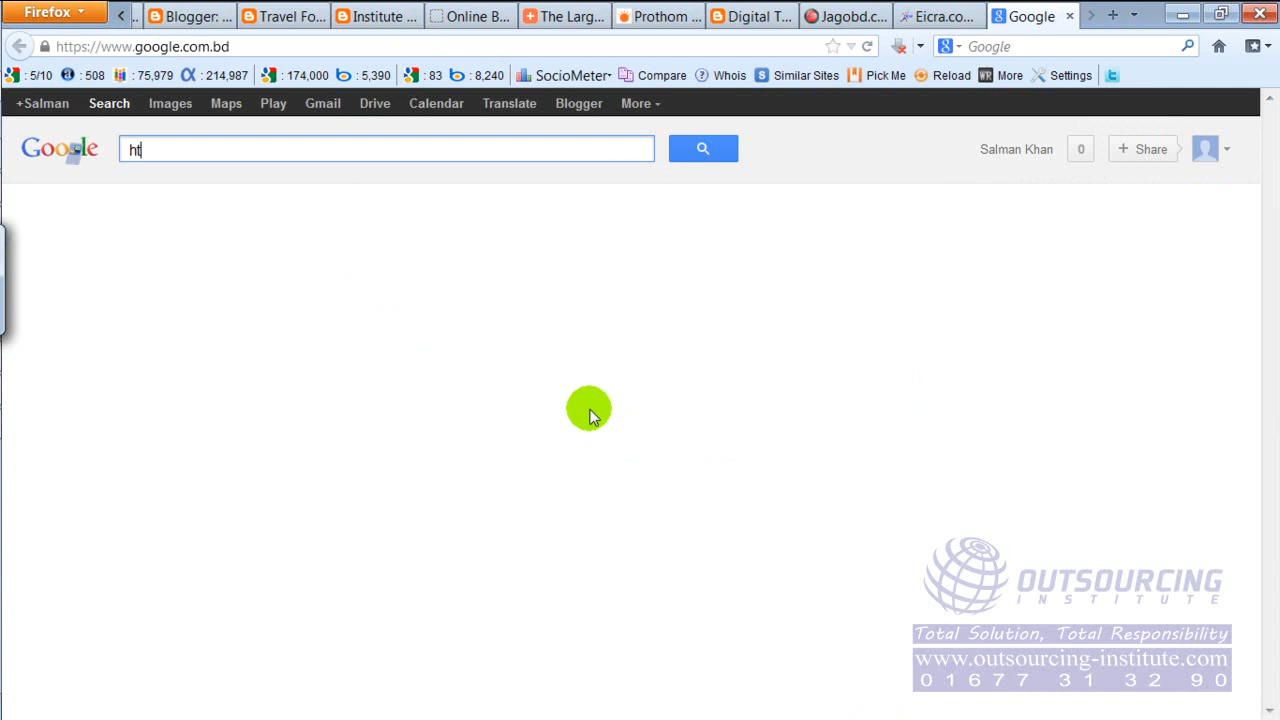 Firefox
.. Blogger: ... Travel Fo... Institute ... Online B... The Larg... Prothom ... Digital T... Jagobd.c... Eicra.co... Google
https://www.google.com.bd Google
: 5/10 : 508 : 75,979 : 214,987 : 174,000 : 5,390 : 83 : 8,240 SocioMeter Compare Whois Similar Sites Pick Me Reload More Settings
+Salman Search Images Maps Play Gmail Drive Calendar Translate Blogger More
Google ht Salman Khan 0 + Share
OUTSOURCING
INSTITUTE
Total Solution, Total Responsibility
www.outsourcing-institute.com
01677 31 32 90